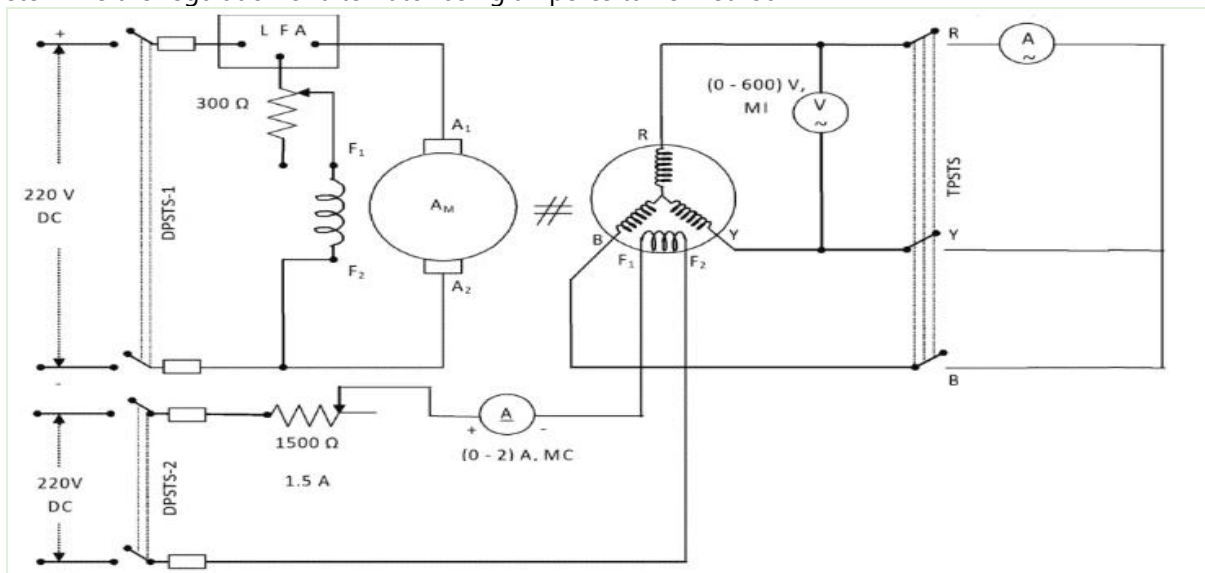 L F A
+
300 Ω
F₁
A₁
220 V
DC
DPSTS-1
A_M
F₂
A₂
-
R
B
Y
F₁
F₂
(0 - 600) V,
MI
V
~
R
A
~
TPSTS
Y
B
220V
DC
DPSTS-2
1500 Ω
1.5 A
+
A
-
(0 - 2) A, MC